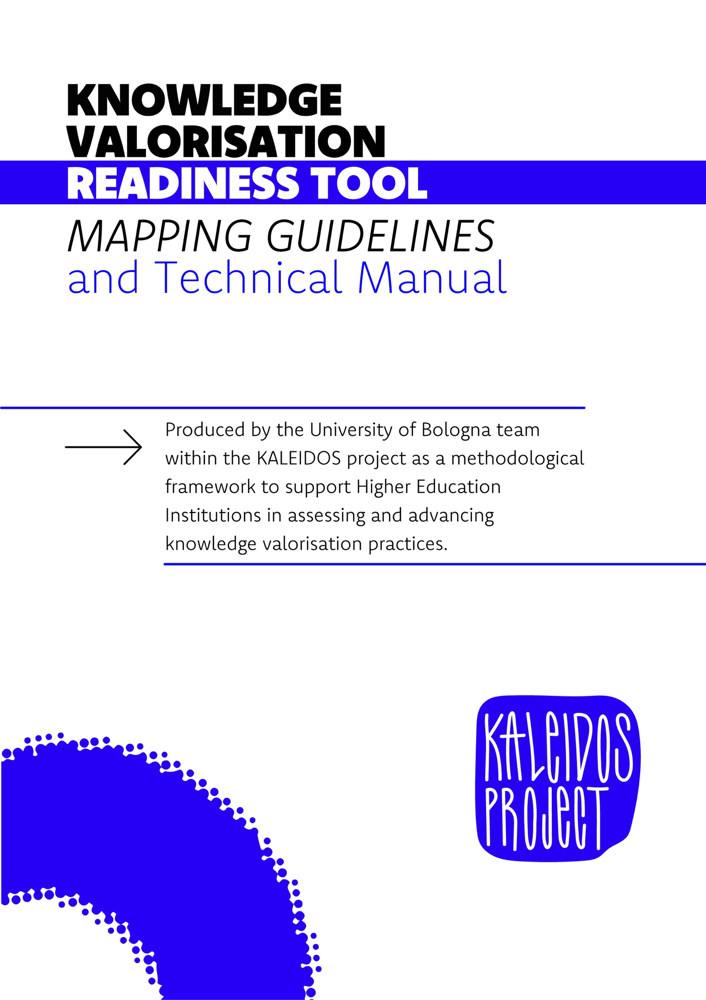 KNOWLEDGE
VALORISATION
READINESS TOOL
MAPPING GUIDELINES
and Technical Manual
Produced by the University of Bologna team
within the KALEIDOS project as a methodological
framework to support Higher Education
Institutions in assessing and advancing
knowledge valorisation practices.
KALeIDOS
PROJeCT